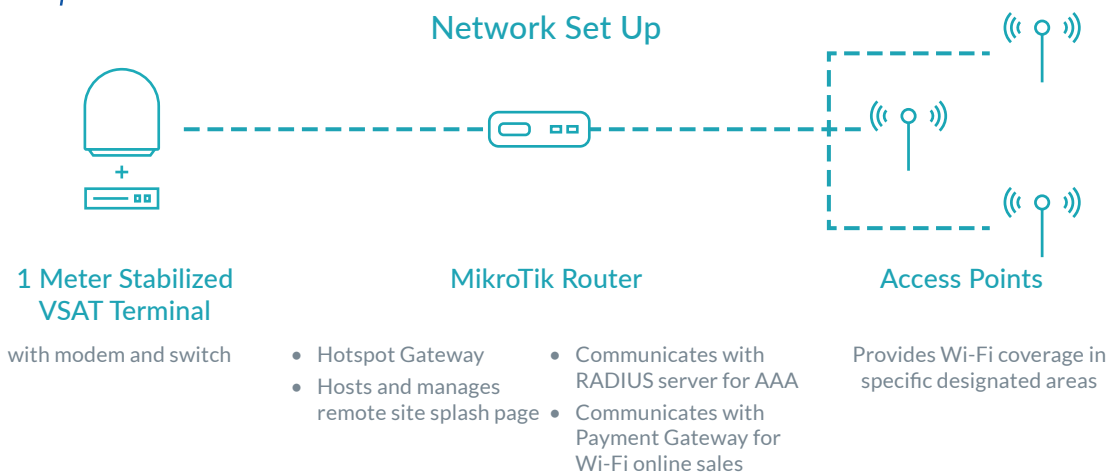 Network Set Up
1 Meter Stabilized
VSAT Terminal
with modem and switch
MikroTik Router
• Hotspot Gateway
• Hosts and manages
remote site splash page
• Communicates with
RADIUS server for AAA
• Communicates with
Payment Gateway for
Wi-Fi online sales
Access Points
Provides Wi-Fi coverage in
specific designated areas